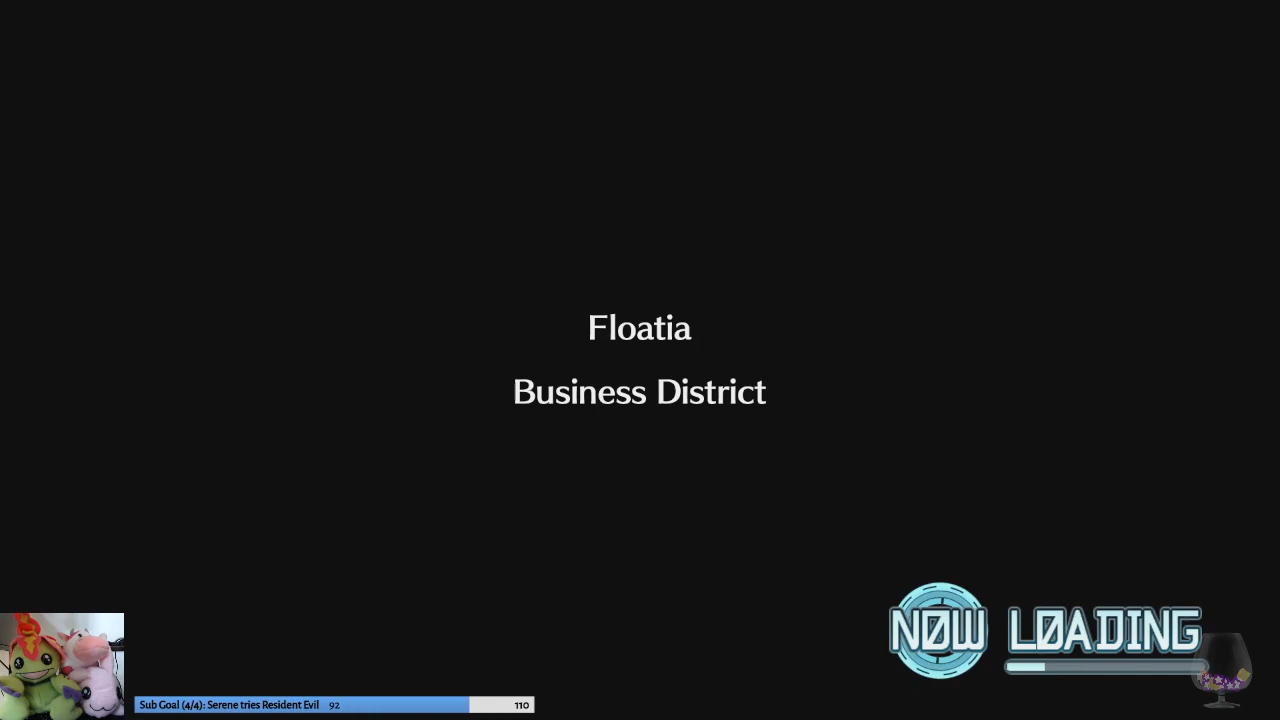 Floatia
Business District
NOW LOADING
Sub Goal (4/4): Serene tries Resident Evil 92 110